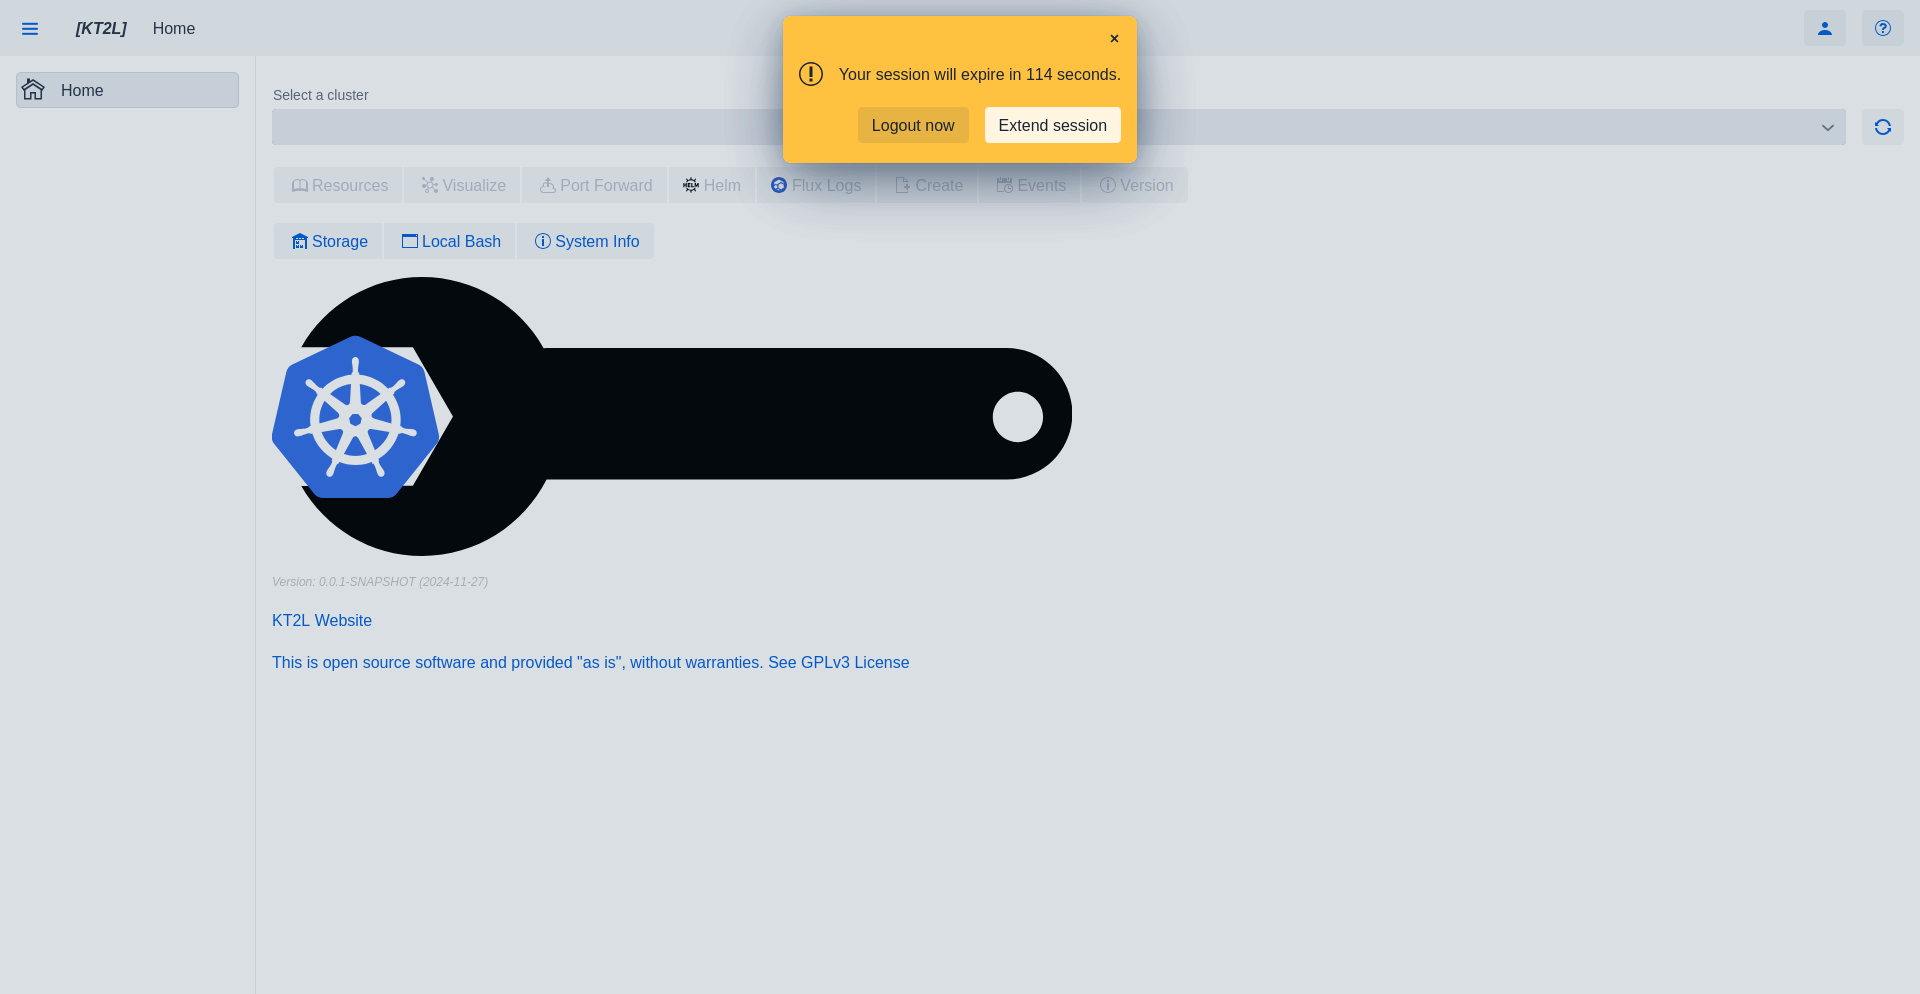 [KT2L] Home
Your session will expire in 114 seconds.
Logout now Extend session
Home
Select a cluster
Resources Visualize Port Forward HELM Helm Flux Logs Create Events Version
Storage Local Bash System Info
Version: 0.0.1-SNAPSHOT (2024-11-27)
KT2L Website
This is open source software and provided "as is", without warranties. See GPLv3 License